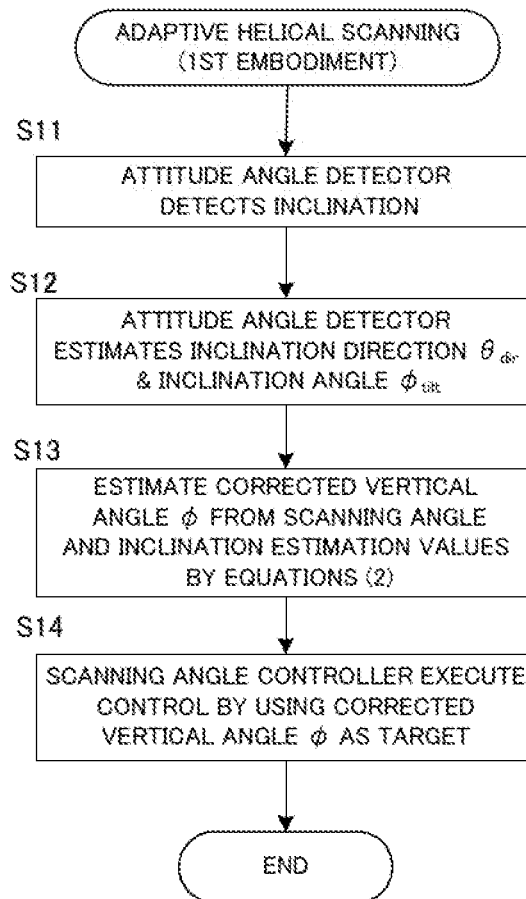 ADAPTIVE HELICAL SCANNING
(1ST EMBODIMENT)
S11
ATTITUDE ANGLE DETECTOR
DETECTS INCLINATION
S12
ATTITUDE ANGLE DETECTOR
ESTIMATES INCLINATION DIRECTION θ dir
& INCLINATION ANGLE ϕ tilt
S13
ESTIMATE CORRECTED VERTICAL
ANGLE ϕ FROM SCANNING ANGLE
AND INCLINATION ESTIMATION VALUES
BY EQUATIONS (2)
S14
SCANNING ANGLE CONTROLLER EXECUTE
CONTROL BY USING CORRECTED
VERTICAL ANGLE ϕ AS TARGET
END